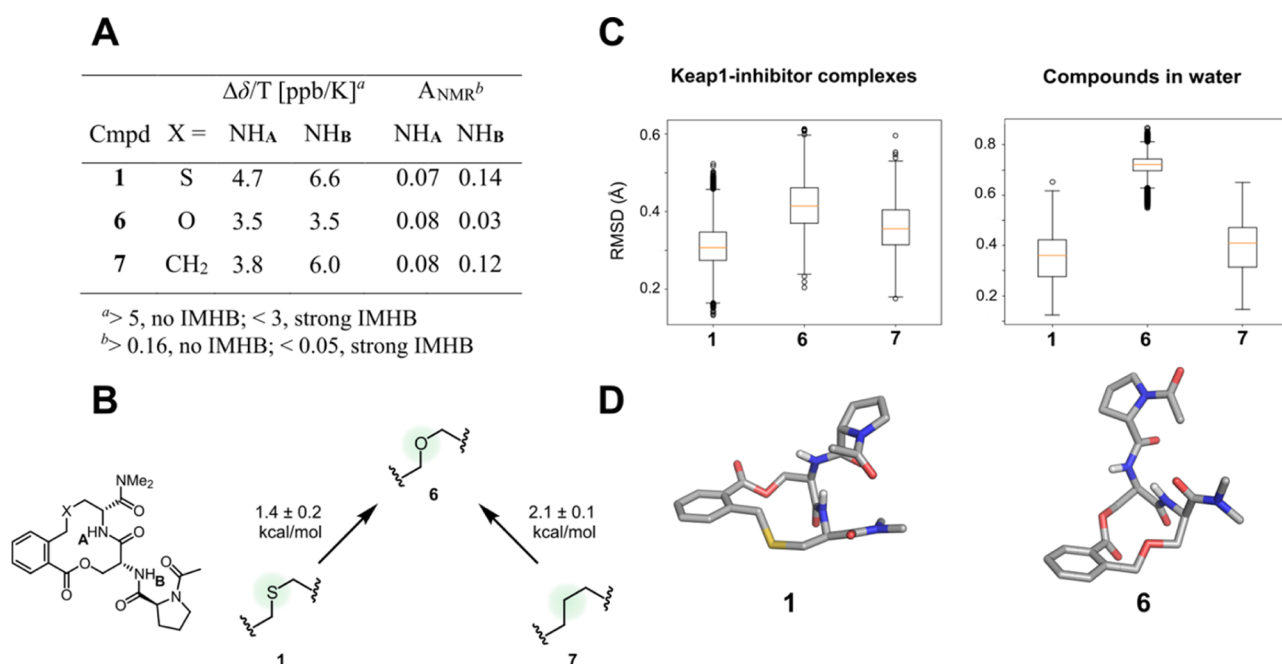 A
Δδ/T [ppb/K]ᵃ A_NMRᵇ
Cmpd X = NH_A NH_B NH_A NH_B
1 S 4.7 6.6 0.07 0.14
6 O 3.5 3.5 0.08 0.03
7 CH₂ 3.8 6.0 0.08 0.12
ᵃ> 5, no IMHB; < 3, strong IMHB
ᵇ> 0.16, no IMHB; < 0.05, strong IMHB
B
NMe₂
X
O
A HN
O
O
NH B
O
O
O
N
O
6
1.4 ± 0.2
kcal/mol
2.1 ± 0.1
kcal/mol
S
1
7
C
Keap1-inhibitor complexes
RMSD (Å)
0.6
0.4
0.2
1 6 7
Compounds in water
0.8
0.6
0.4
0.2
1 6 7
D
1
6